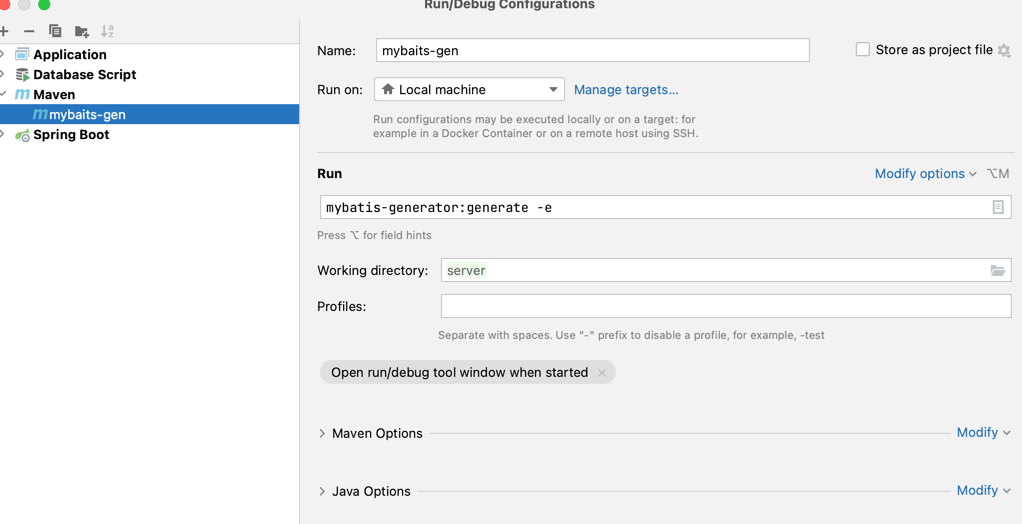 Run/Debug Configurations
Application
Database Script
Maven
mybaits-gen
Spring Boot
Name: mybaits-gen
Store as project file
Run on: Local machine Manage targets...
Run configurations may be executed locally or on a target: for
example in a Docker Container or on a remote host using SSH.
Run Modify options ⌥M
mybatis-generator:generate -e
Press ⌥ for field hints
Working directory: server
Profiles:
Separate with spaces. Use "-" prefix to disable a profile, for example, -test
Open run/debug tool window when started
Maven Options Modify
Java Options Modify